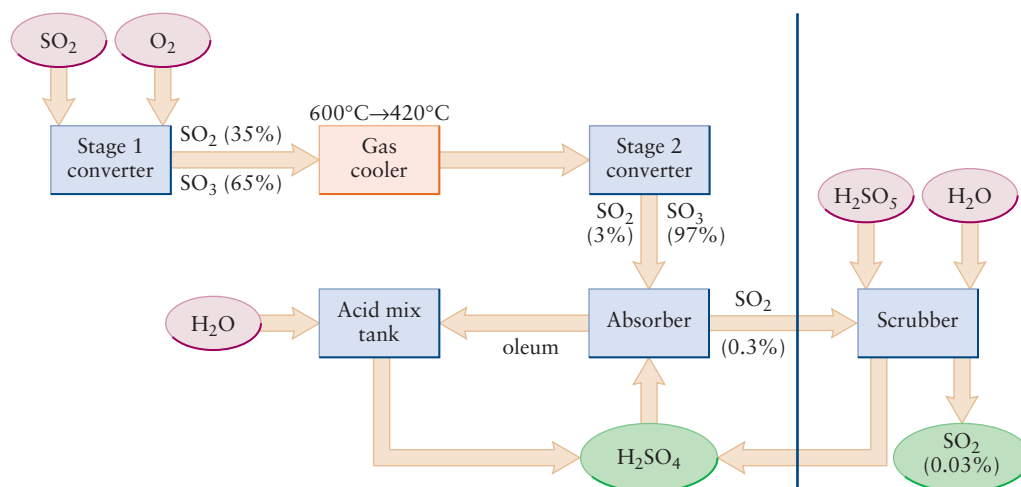 SO₂
O₂
600°C→420°C
Stage 1
converter
SO₂ (35%)
SO₃ (65%)
Gas
cooler
Stage 2
converter
SO₂
(3%)
SO₃
(97%)
H₂SO₅
H₂O
H₂O
Acid mix
tank
oleum
Absorber
SO₂
(0.3%)
Scrubber
H₂SO₄
SO₂
(0.03%)